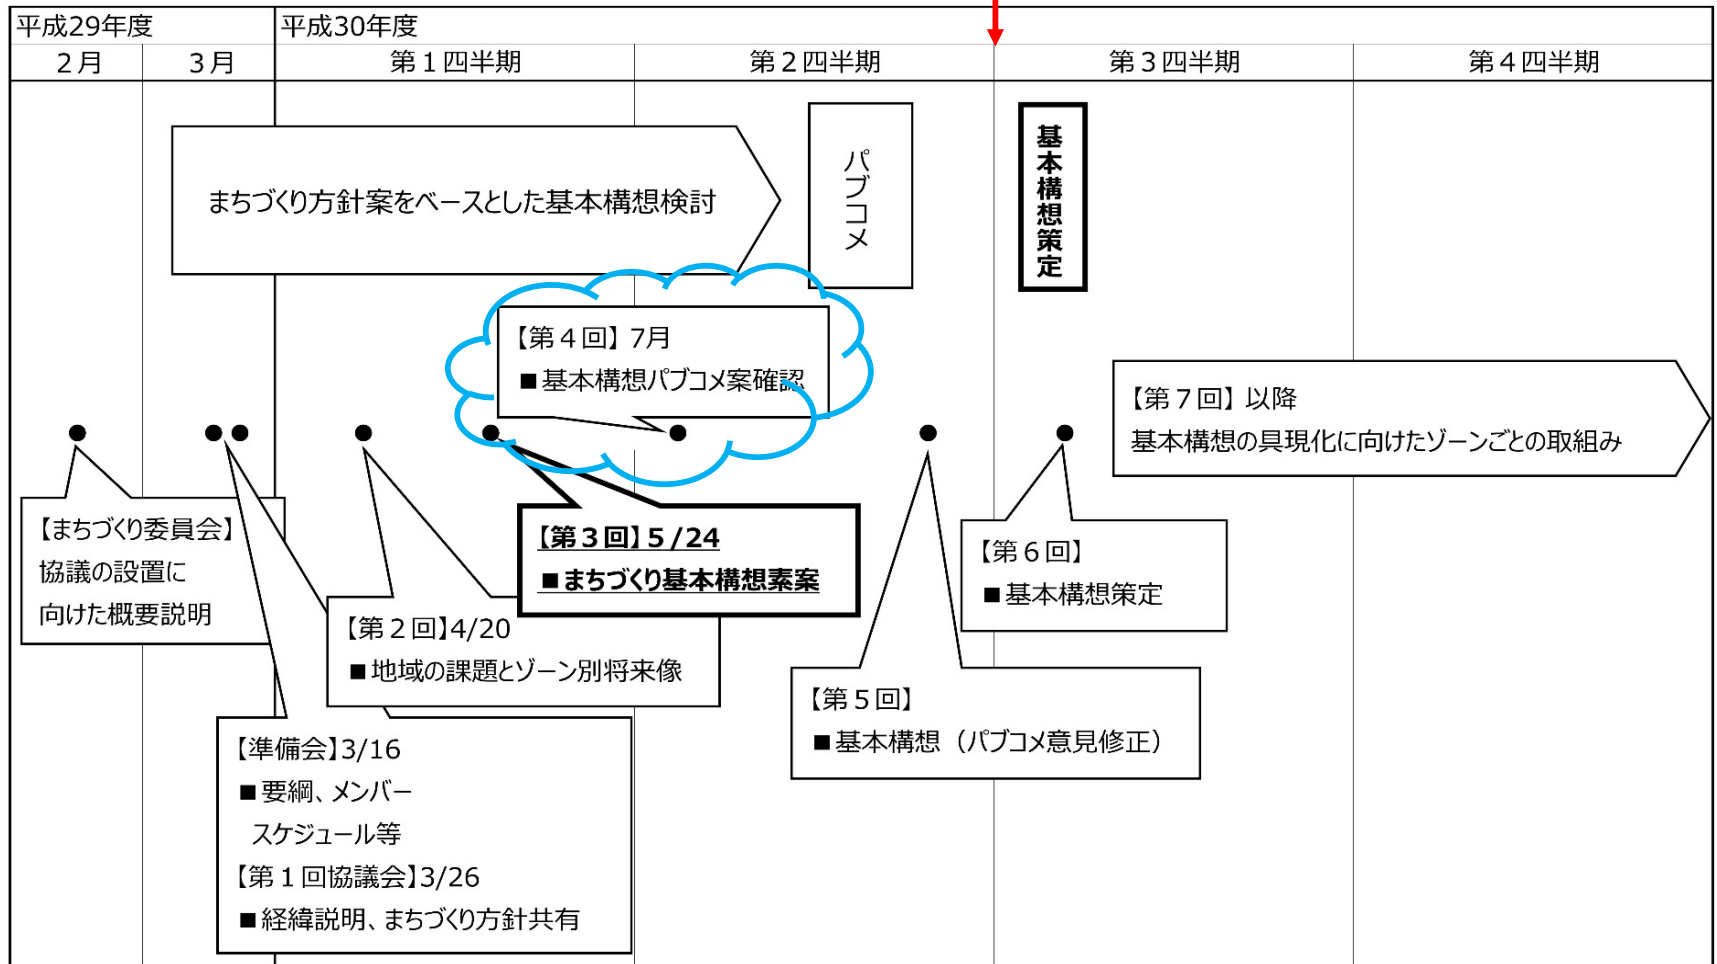 平成29年度
平成30年度
２月
３月
第１四半期
第２四半期
第３四半期
第４四半期
まちづくり方針案をベースとした基本構想検討
パブコメ
基本構想策定
【第４回】 7月
■基本構想パブコメ案確認
【第７回】 以降
基本構想の具現化に向けたゾーンごとの取組み
【まちづくり委員会】
協議の設置に
向けた概要説明
【第３回】５/24
■まちづくり基本構想素案
【第６回】
■基本構想策定
【第２回】4/20
■地域の課題とゾーン別将来像
【第５回】
■基本構想（パブコメ意見修正）
【準備会】3/16
■要綱、メンバー
スケジュール等
【第１回協議会】3/26
■経緯説明、まちづくり方針共有